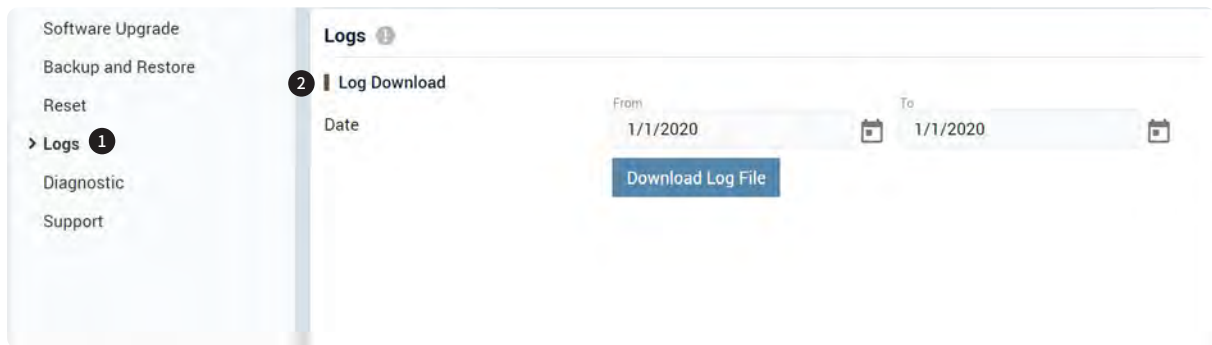 Software Upgrade
Backup and Restore
Reset
> Logs 1
Diagnostic
Support
Logs !
2 Log Download
Date
From
1/1/2020
To
1/1/2020
Download Log File